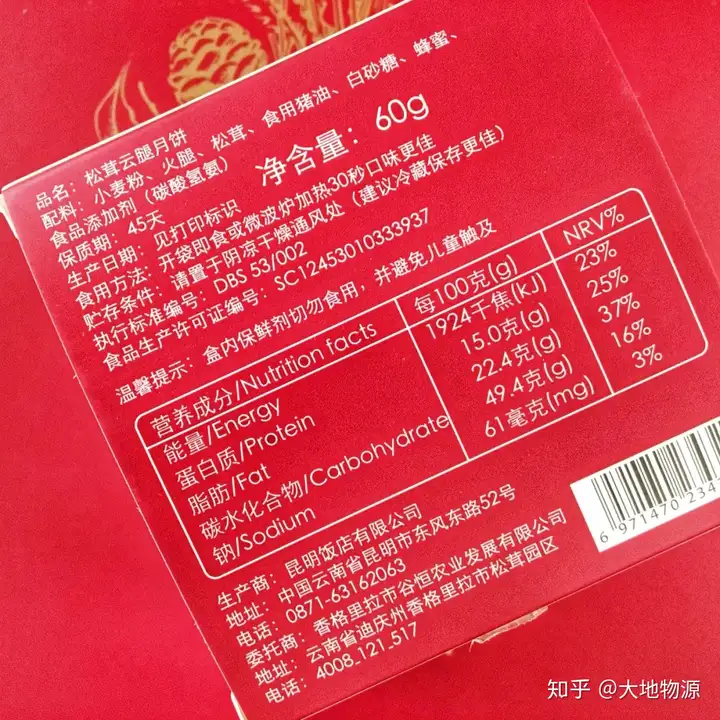 品名：松茸云腿月饼
配料：小麦粉、火腿、松茸、食用猪油、白砂糖、蜂蜜、
食品添加剂（碳酸氢氨）
净含量：60g
保质期：45天
生产日期：见打印标识
食用方法：开袋即食或微波炉加热30秒口味更佳
贮存条件：请置于阴凉干燥通风处（建议冷藏保存更佳）
执行标准编号：DBS 53/002
食品生产许可证编号：SC12453010333937
温馨提示：盒内保鲜剂切勿食用，并避免儿童触及
营养成分/Nutrition facts 每100克(g) NRV%
能量/Energy 1924千焦(kJ) 23%
蛋白质/Protein 15.0克(g) 25%
脂肪/Fat 22.4克(g) 37%
碳水化合物/Carbohydrate 49.4克(g) 16%
钠/Sodium 61毫克(mg) 3%
生产商：昆明饭店有限公司
地址：中国云南省昆明市东风东路52号
电话：0871-63162063
委托商：香格里拉市谷恒农业发展有限公司
地址：云南省迪庆州香格里拉市松茸园区
电话：4008_121_517
6 971470 234
知乎 @大地物源